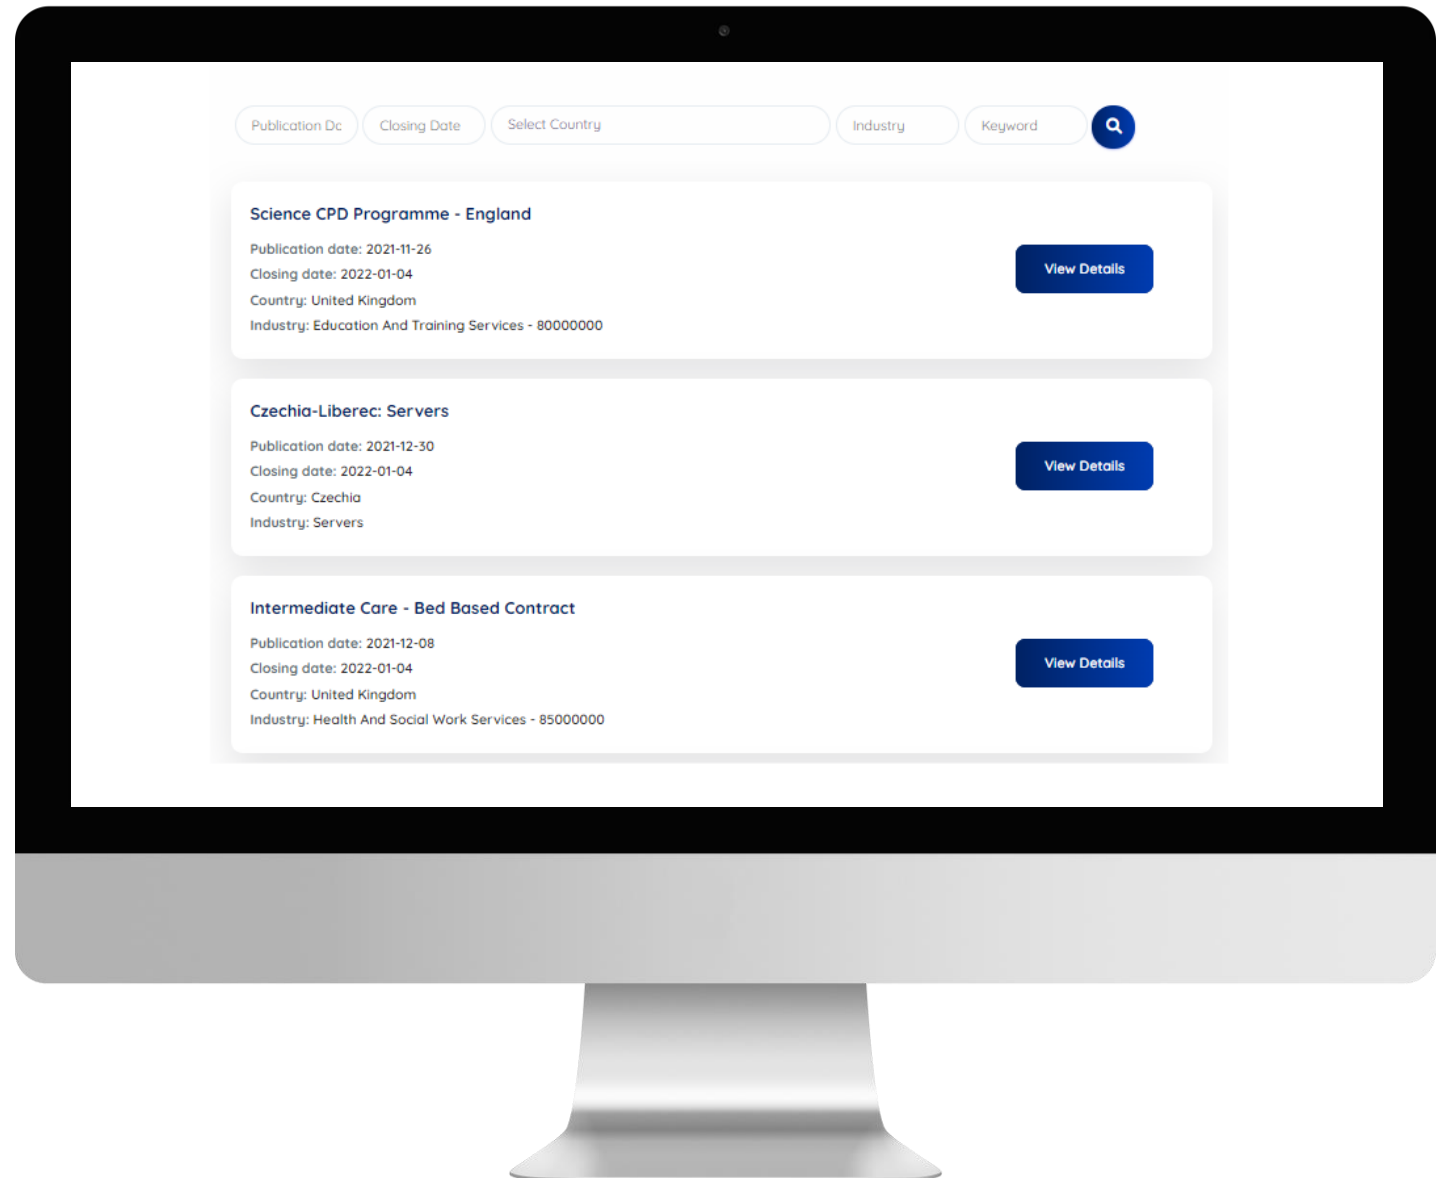 Publication Dc
Closing Date
Select Country
Industry
Keyword
Science CPD Programme - England
Publication date: 2021-11-26
Closing date: 2022-01-04
Country: United Kingdom
Industry: Education And Training Services - 80000000
View Details
Czechia-Liberec: Servers
Publication date: 2021-12-30
Closing date: 2022-01-04
Country: Czechia
Industry: Servers
View Details
Intermediate Care - Bed Based Contract
Publication date: 2021-12-08
Closing date: 2022-01-04
Country: United Kingdom
Industry: Health And Social Work Services - 85000000
View Details